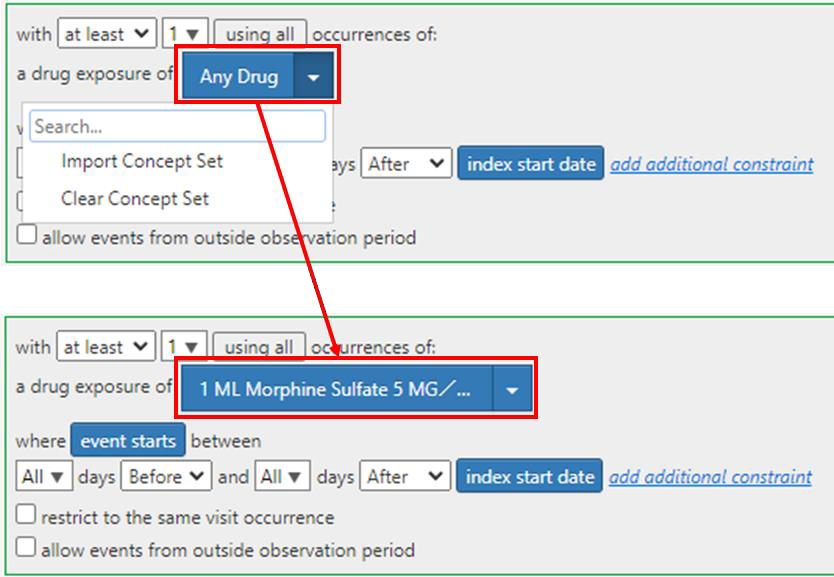 with at least 1 ▼ using all occurrences of:
a drug exposure of Any Drug
Search...
Import Concept Set
ays After index start date add additional constraint
Clear Concept Set
allow events from outside observation period
with at least 1 ▼ using all occurrences of:
a drug exposure of 1 ML Morphine Sulfate 5 MG／...
where event starts between
All ▼ days Before and All ▼ days After index start date add additional constraint
restrict to the same visit occurrence
allow events from outside observation period